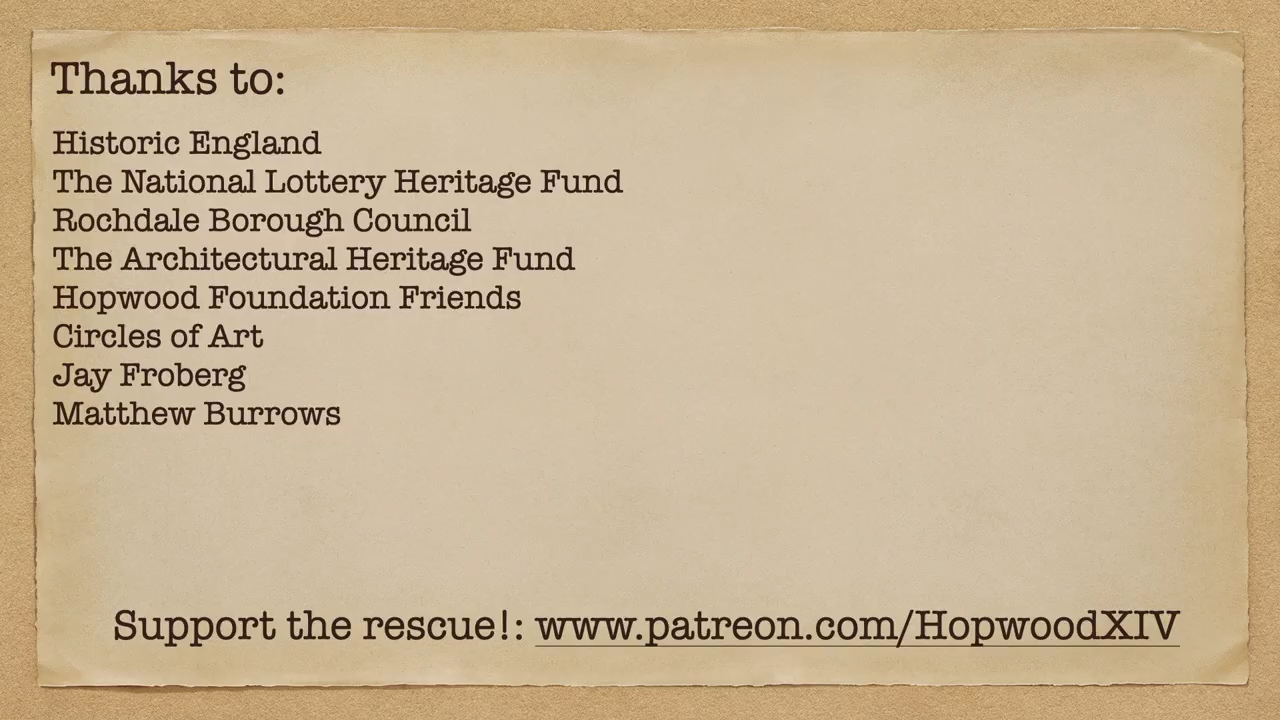 Thanks to:
Historic England
The National Lottery Heritage Fund
Rochdale Borough Council
The Architectural Heritage Fund
Hopwood Foundation Friends
Circles of Art
Jay Froberg
Matthew Burrows
Support the rescue!: www.patreon.com/HopwoodXIV